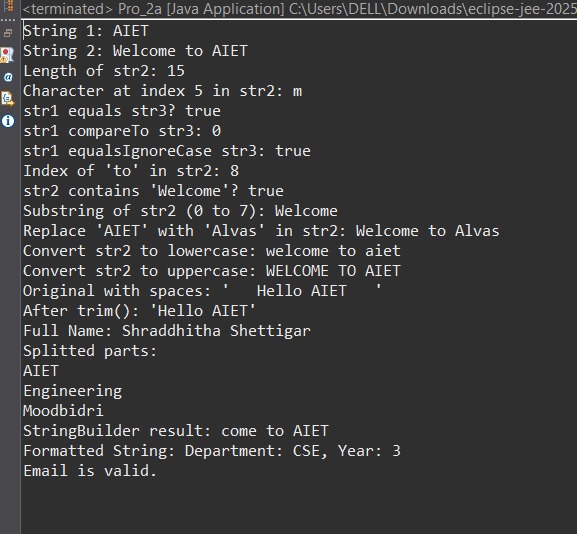 <terminated> Pro_2a [Java Application] C:\Users\DELL\Downloads\eclipse-jee-2025
String 1: AIET
String 2: Welcome to AIET
Length of str2: 15
Character at index 5 in str2: m
str1 equals str3? true
str1 compareTo str3: 0
str1 equalsIgnoreCase str3: true
Index of 'to' in str2: 8
str2 contains 'Welcome'? true
Substring of str2 (0 to 7): Welcome
Replace 'AIET' with 'Alvas' in str2: Welcome to Alvas
Convert str2 to lowercase: welcome to aiet
Convert str2 to uppercase: WELCOME TO AIET
Original with spaces: '   Hello AIET   '
After trim(): 'Hello AIET'
Full Name: Shraddhitha Shettigar
Splitted parts:
AIET
Engineering
Moodbidri
StringBuilder result: come to AIET
Formatted String: Department: CSE, Year: 3
Email is valid.